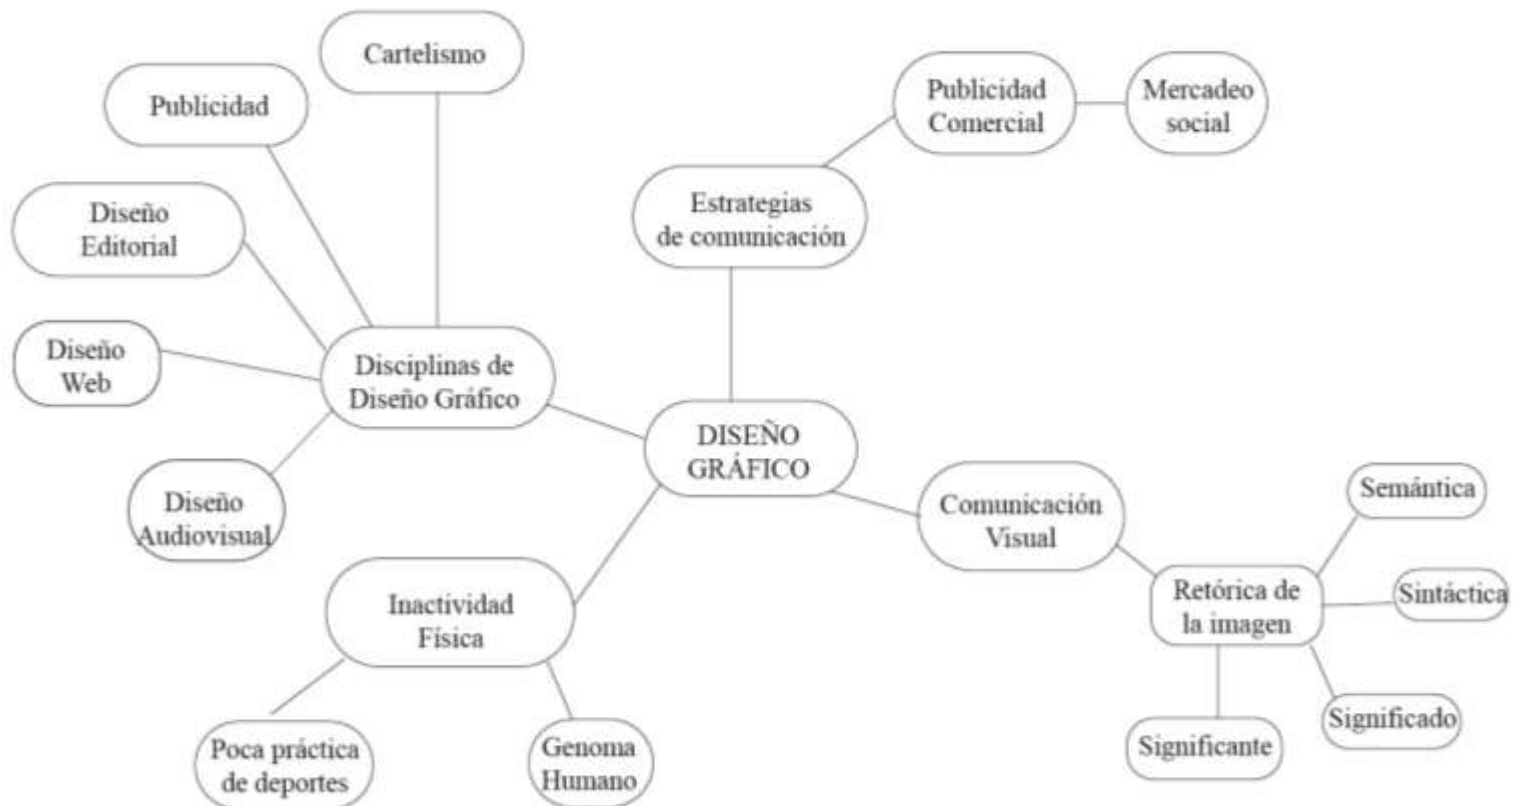 Cartelismo
Publicidad
Diseño
Editorial
Diseño
Web
Diseño
Audiovisual
Disciplinas de
Diseño Gráfico
Publicidad
Comercial
Mercadeo
social
Estrategias
de comunicación
DISEÑO
GRÁFICO
Comunicación
Visual
Retórica de
la imagen
Semántica
Sintáctica
Significado
Significante
Inactividad
Física
Poca práctica
de deportes
Genoma
Humano